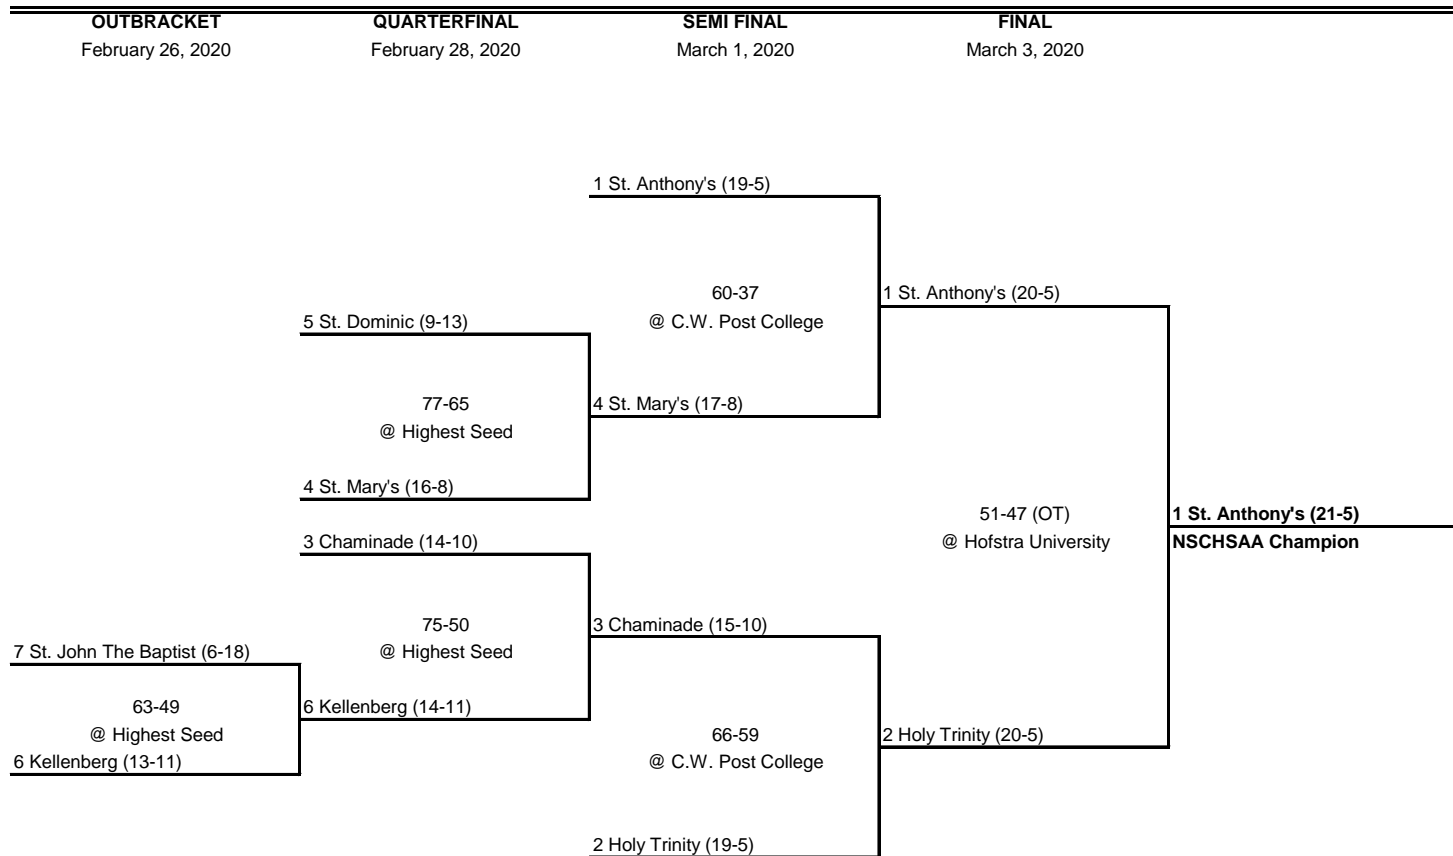 OUTBRACKET QUARTERFINAL SEMI FINAL FINAL
February 26, 2020 February 28, 2020 March 1, 2020 March 3, 2020
1 St. Anthony's (19-5)
60-37 1 St. Anthony's (20-5)
5 St. Dominic (9-13) @ C.W. Post College
77-65 4 St. Mary's (17-8)
@ Highest Seed
4 St. Mary's (16-8)
51-47 (OT) 1 St. Anthony's (21-5)
3 Chaminade (14-10) @ Hofstra University NSCHSAA Champion
75-50 3 Chaminade (15-10)
7 St. John The Baptist (6-18) @ Highest Seed
63-49 6 Kellenberg (14-11)
@ Highest Seed 66-59 2 Holy Trinity (20-5)
6 Kellenberg (13-11) @ C.W. Post College
2 Holy Trinity (19-5)